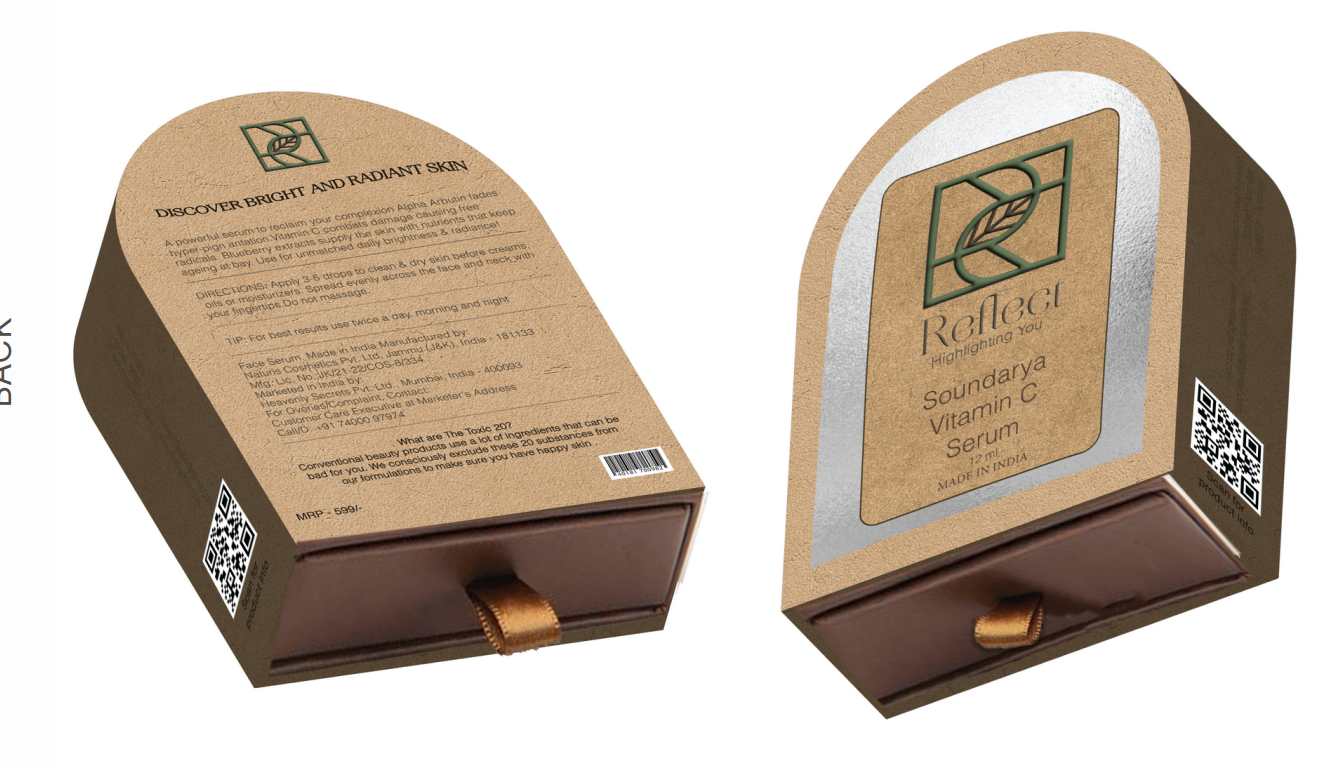 BACK
DISCOVER BRIGHT AND RADIANT SKIN
A powerful serum to reclaim your complexion Alpha Arbutin fades
hyper-pign antation.Vitamin C combats damage causing free
radicals. Blueberry extracts supply the skin with nutrients that keep
ageing at bay. Use for unmatched daily brightness & radiance!
DIRECTIONS: Apply 3-5 drops to clean & dry skin before creams,
oils or moisturizers. Spread evenly across the face and neck with
your fingertips.Do not massage.
TIP: For best results use twice a day. morning and night
Face Serum. Made in India Manufactured by:
Naturis Cosmetics Pvt. Ltd, Jammu (J&K), India - 181133
Mfg. Lic. No.:JK/21-22/COS-8/334
Marketed in India by
Heavenly Secrets Pvt. Ltd., Mumbai, India - 400093
For Overies/Complaint, Contact:
Customer Care Executive at Marketer's Address
Call/O. +91 74000 97974
What are The Toxic 20?
Conventional beauty products use a lot of ingredients that can be
bad for you. We consciously exclude these 20 substances from
our formulations to make sure you have happy skin .
MRP - 599/-
Scan for
product info
Reflect
Highlighting You
Soundarya
Vitamin C
Serum
12 ml
MADE IN INDIA
Scan for
product info